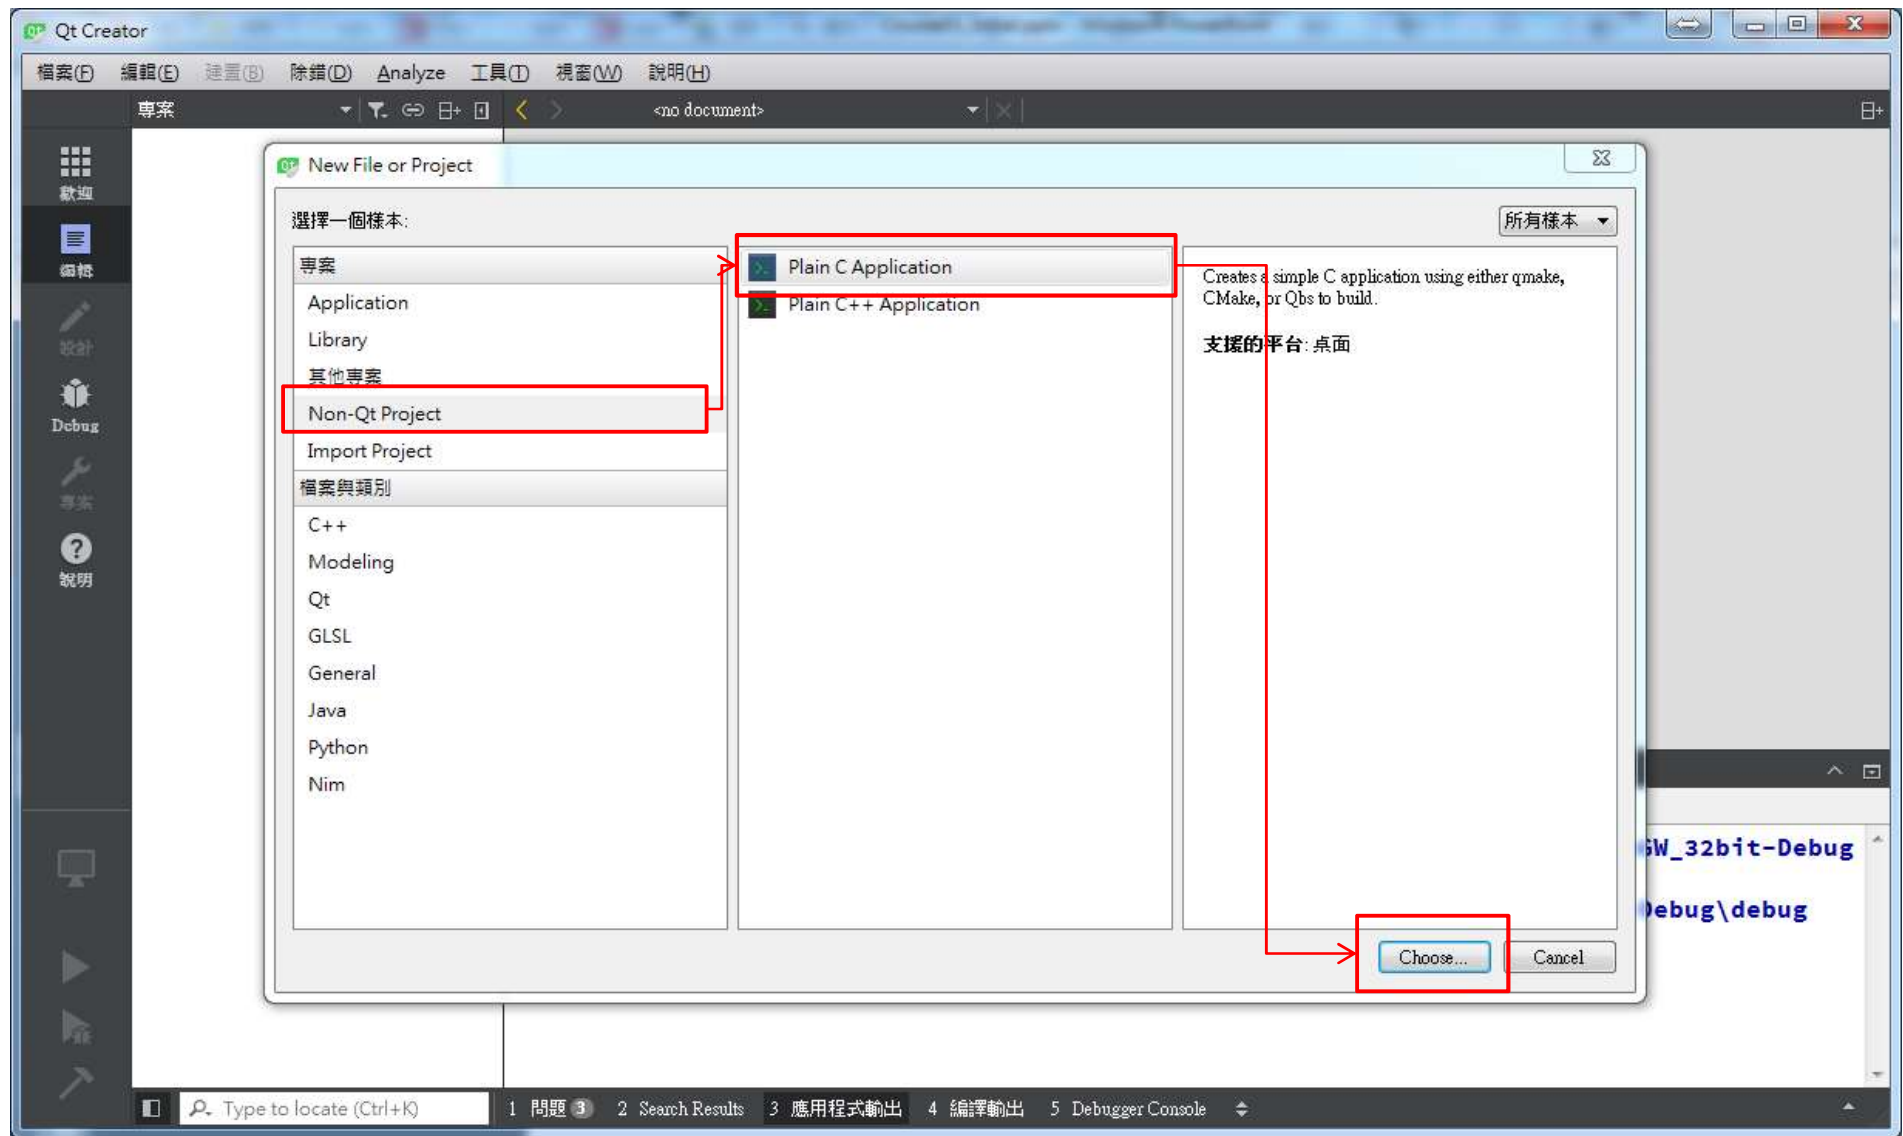 Qt Creator
檔案(F) 編輯(E) 建置(B) 除錯(D) Analyze 工具(T) 視窗(W) 說明(H)
專案 <no document>
歡迎
編輯
設計
Debug
專案
說明
New File or Project
選擇一個樣本:
所有樣本
專案
Application
Library
其他專案
Non-Qt Project
Import Project
檔案與類別
C++
Modeling
Qt
GLSL
General
Java
Python
Nim
Plain C Application
Plain C++ Application
Creates a simple C application using either qmake,
CMake, or Qbs to build.
支援的平台: 桌面
Choose... Cancel
GW_32bit-Debug
Debug\debug
Type to locate (Ctrl+K) 1 問題 3 2 Search Results 3 應用程式輸出 4 編譯輸出 5 Debugger Console